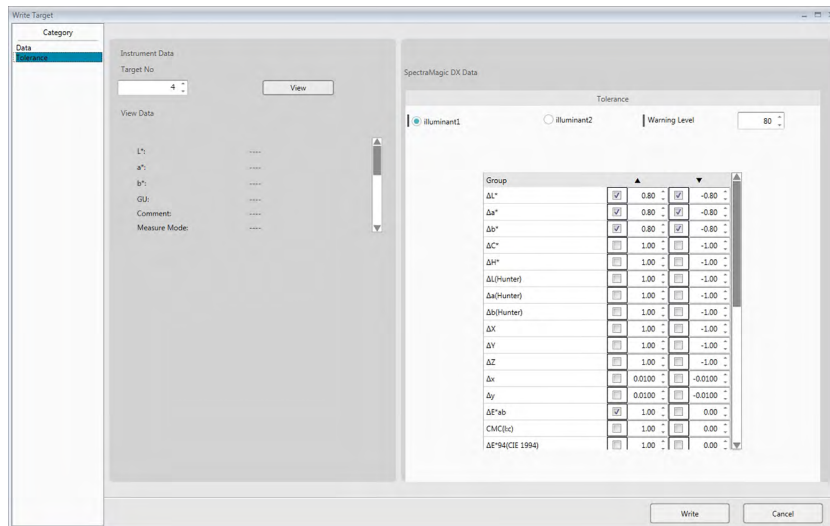 Write Target
Category
Data
Tolerance
Instrument Data
Target No
4
View
View Data
L*: ----
a*: ----
b*: ----
GU: ----
Comment: ----
Measure Mode: ----
SpectraMagic DX Data
Tolerance
illuminant1 illuminant2 Warning Level 80
Group ▲ ▼
ΔL* 0.80 -0.80
Δa* 0.80 -0.80
Δb* 0.80 -0.80
ΔC* 1.00 -1.00
ΔH* 1.00 -1.00
ΔL(Hunter) 1.00 -1.00
Δa(Hunter) 1.00 -1.00
Δb(Hunter) 1.00 -1.00
ΔX 1.00 -1.00
ΔY 1.00 -1.00
ΔZ 1.00 -1.00
Δx 0.0100 -0.0100
Δy 0.0100 -0.0100
ΔE*ab 1.00 0.00
CMC(l:c) 1.00 0.00
ΔE*94(CIE 1994) 1.00 0.00
Write Cancel